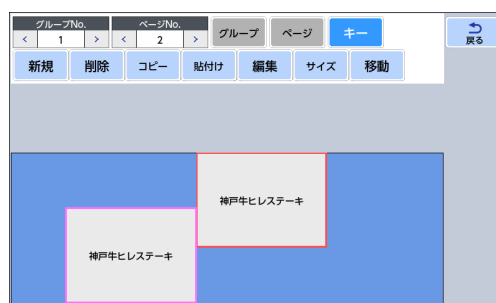 グループNo. ページNo.
< 1 > < 2 > グループ ページ キー 戻る
新規 削除 コピー 貼付け 編集 サイズ 移動
神戸牛ヒレステーキ
神戸牛ヒレステーキ